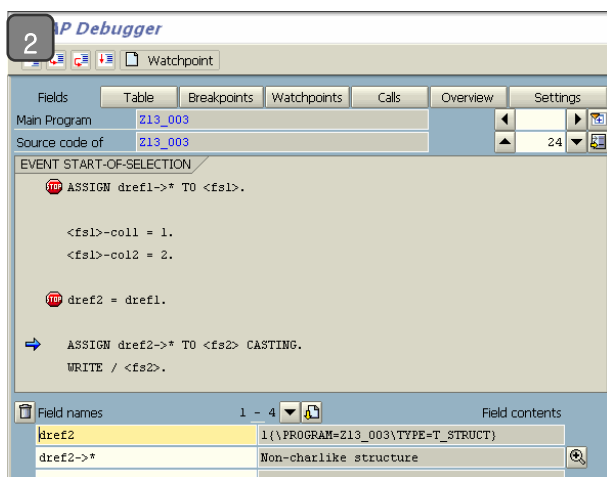 2
AP Debugger
Watchpoint
Fields Table Breakpoints Watchpoints Calls Overview Settings
Main Program Z13_003
Source code of Z13_003 24
EVENT START-OF-SELECTION
STOP ASSIGN dref1->* TO <fs1>.
<fs1>-col1 = 1.
<fs1>-col2 = 2.
STOP dref2 = dref1.
ASSIGN dref2->* TO <fs2> CASTING.
WRITE / <fs2>.
Field names 1 - 4 Field contents
dref2 1{\PROGRAM=Z13_003\TYPE=T_STRUCT}
dref2->* Non-charlike structure